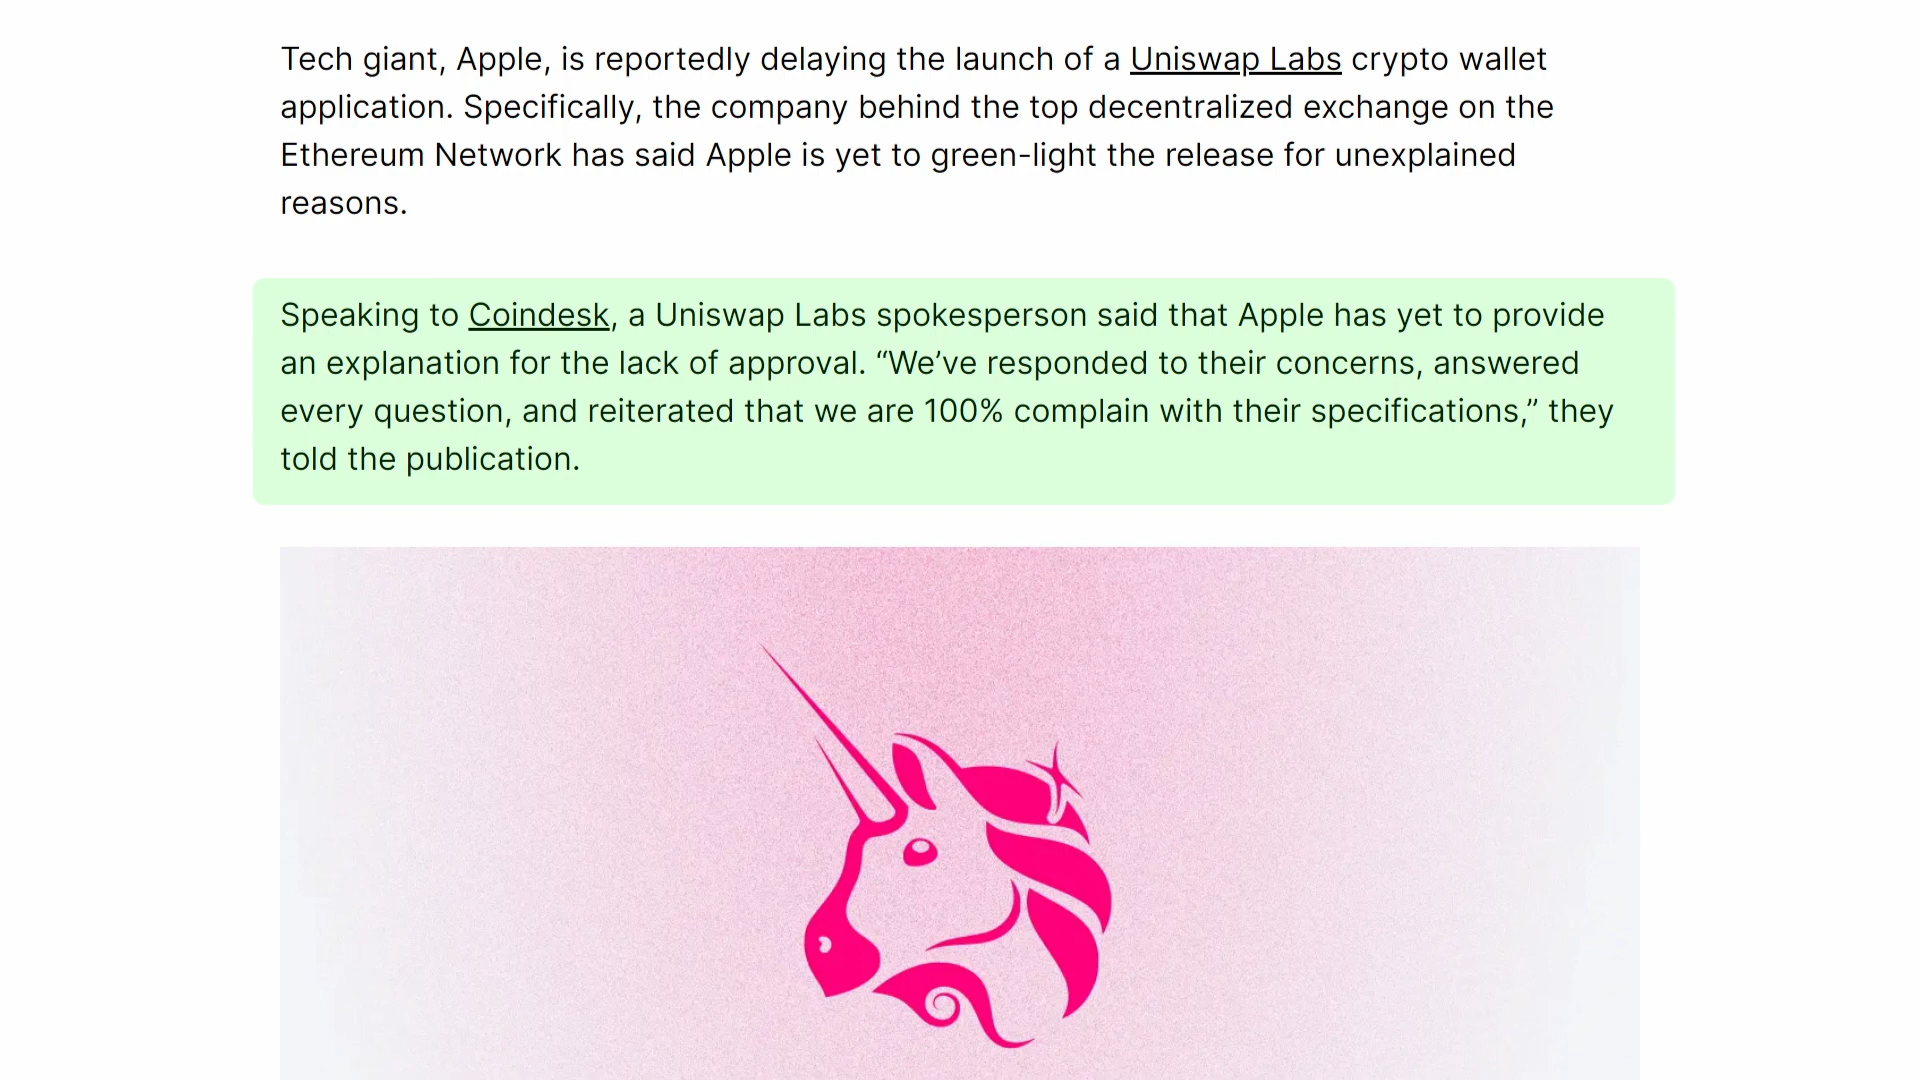 Tech giant, Apple, is reportedly delaying the launch of a Uniswap Labs crypto wallet
application. Specifically, the company behind the top decentralized exchange on the
Ethereum Network has said Apple is yet to green-light the release for unexplained
reasons.
Speaking to Coindesk, a Uniswap Labs spokesperson said that Apple has yet to provide
an explanation for the lack of approval. “We’ve responded to their concerns, answered
every question, and reiterated that we are 100% complain with their specifications,” they
told the publication.